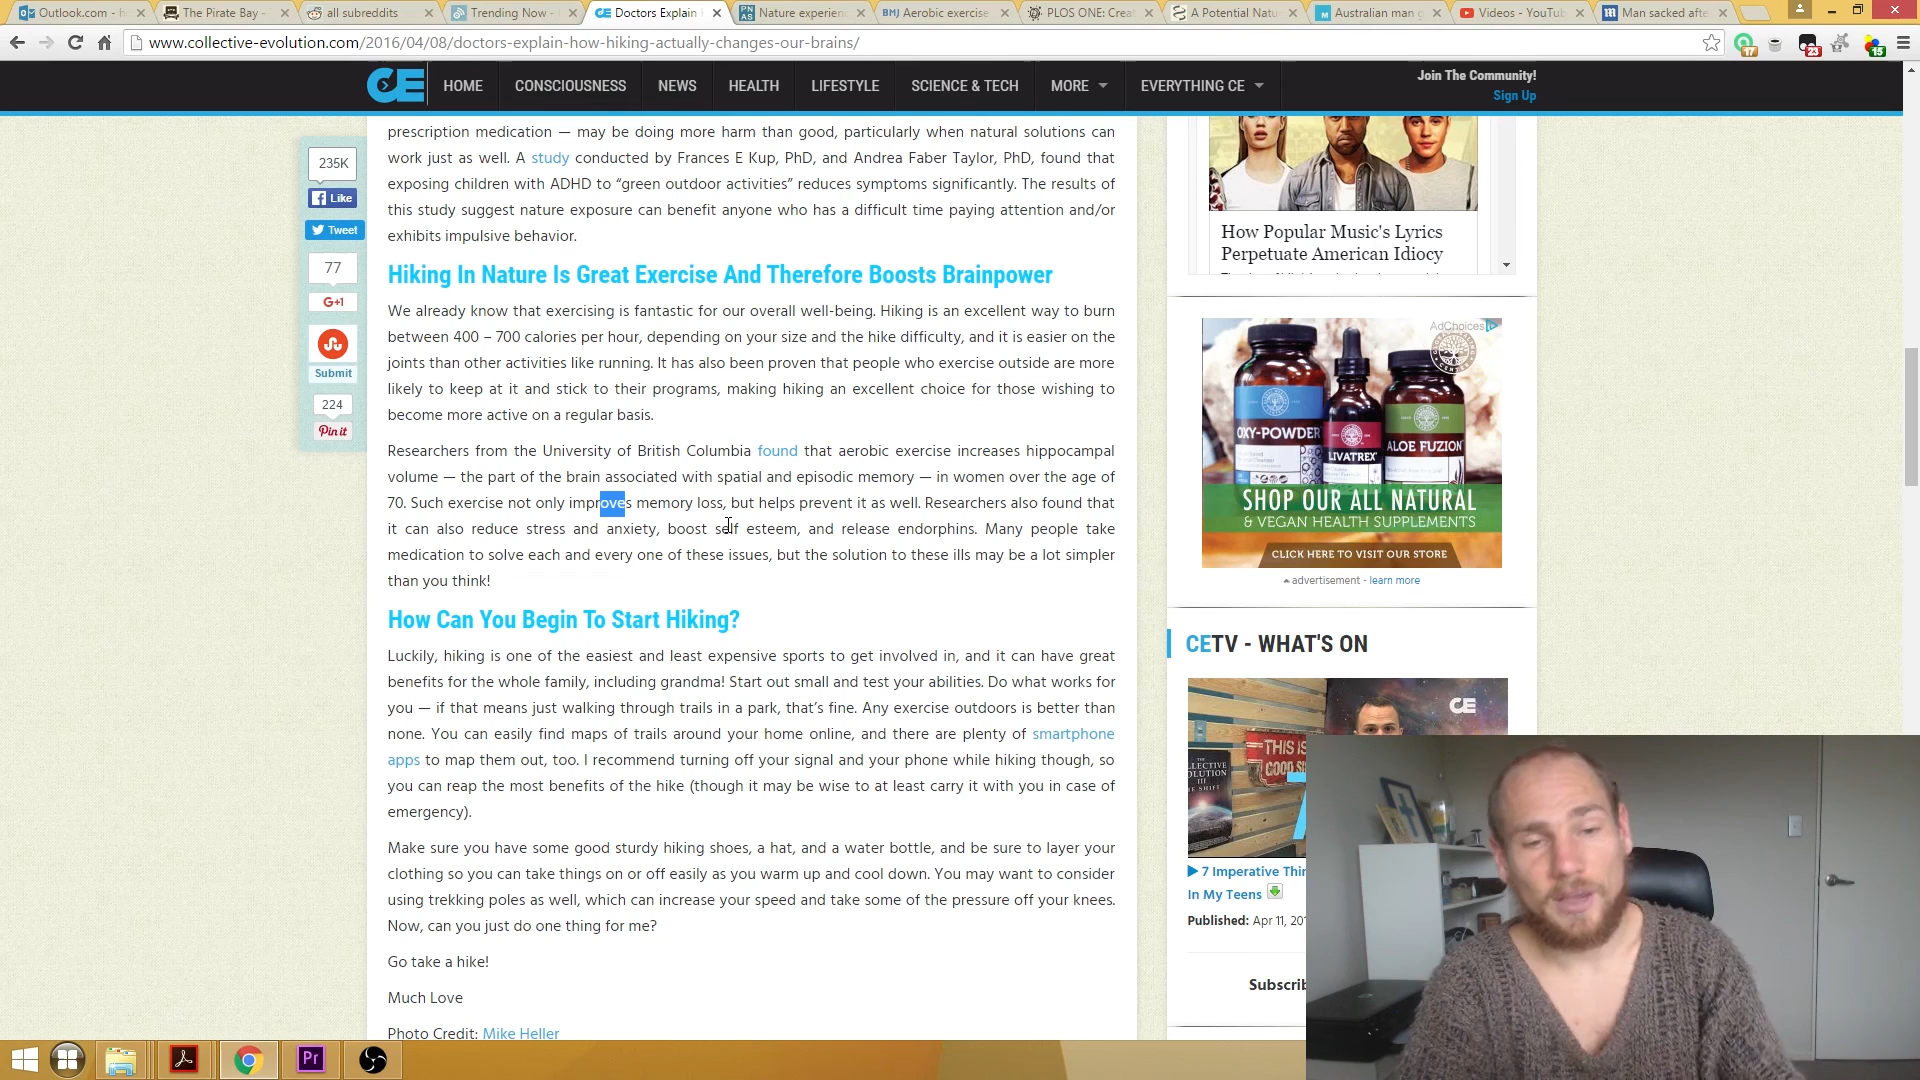 Outlook.com - h
The Pirate Bay -
all subreddits
Trending Now -
Doctors Explain
Nature experien
BMJ Aerobic exercise
PLOS ONE: Creat
A Potential Natu
Australian man g
Videos - YouTub
Man sacked afte
www.collective-evolution.com/2016/04/08/doctors-explain-how-hiking-actually-changes-our-brains/
17
23
15
CE HOME CONSCIOUSNESS NEWS HEALTH LIFESTYLE SCIENCE & TECH MORE EVERYTHING CE
Join The Community!
Sign Up
235K
Like
Tweet
77
G+1
Submit
224
Pin it
prescription medication — may be doing more harm than good, particularly when natural solutions can
work just as well. A study conducted by Frances E Kup, PhD, and Andrea Faber Taylor, PhD, found that
exposing children with ADHD to “green outdoor activities” reduces symptoms significantly. The results of
this study suggest nature exposure can benefit anyone who has a difficult time paying attention and/or
exhibits impulsive behavior.
Hiking In Nature Is Great Exercise And Therefore Boosts Brainpower
We already know that exercising is fantastic for our overall well-being. Hiking is an excellent way to burn
between 400 – 700 calories per hour, depending on your size and the hike difficulty, and it is easier on the
joints than other activities like running. It has also been proven that people who exercise outside are more
likely to keep at it and stick to their programs, making hiking an excellent choice for those wishing to
become more active on a regular basis.
Researchers from the University of British Columbia found that aerobic exercise increases hippocampal
volume — the part of the brain associated with spatial and episodic memory — in women over the age of
70. Such exercise not only improves memory loss, but helps prevent it as well. Researchers also found that
it can also reduce stress and anxiety, boost self esteem, and release endorphins. Many people take
medication to solve each and every one of these issues, but the solution to these ills may be a lot simpler
than you think!
How Can You Begin To Start Hiking?
Luckily, hiking is one of the easiest and least expensive sports to get involved in, and it can have great
benefits for the whole family, including grandma! Start out small and test your abilities. Do what works for
you — if that means just walking through trails in a park, that’s fine. Any exercise outdoors is better than
none. You can easily find maps of trails around your home online, and there are plenty of smartphone
apps to map them out, too. I recommend turning off your signal and your phone while hiking though, so
you can reap the most benefits of the hike (though it may be wise to at least carry it with you in case of
emergency).
Make sure you have some good sturdy hiking shoes, a hat, and a water bottle, and be sure to layer your
clothing so you can take things on or off easily as you warm up and cool down. You may want to consider
using trekking poles as well, which can increase your speed and take some of the pressure off your knees.
Now, can you just do one thing for me?
Go take a hike!
Much Love
Photo Credit: Mike Heller
How Popular Music's Lyrics
Perpetuate American Idiocy
AdChoices
OXY-POWDER
LIVATREX
ALOE FUZION
SHOP OUR ALL NATURAL
& VEGAN HEALTH SUPPLEMENTS
CLICK HERE TO VISIT OUR STORE
advertisement - learn more
CETV - WHAT'S ON
CE
THIS IS
GOOD
7 Imperative Thi
In My Teens
Published: Apr 11, 20
Subscrib
Pr